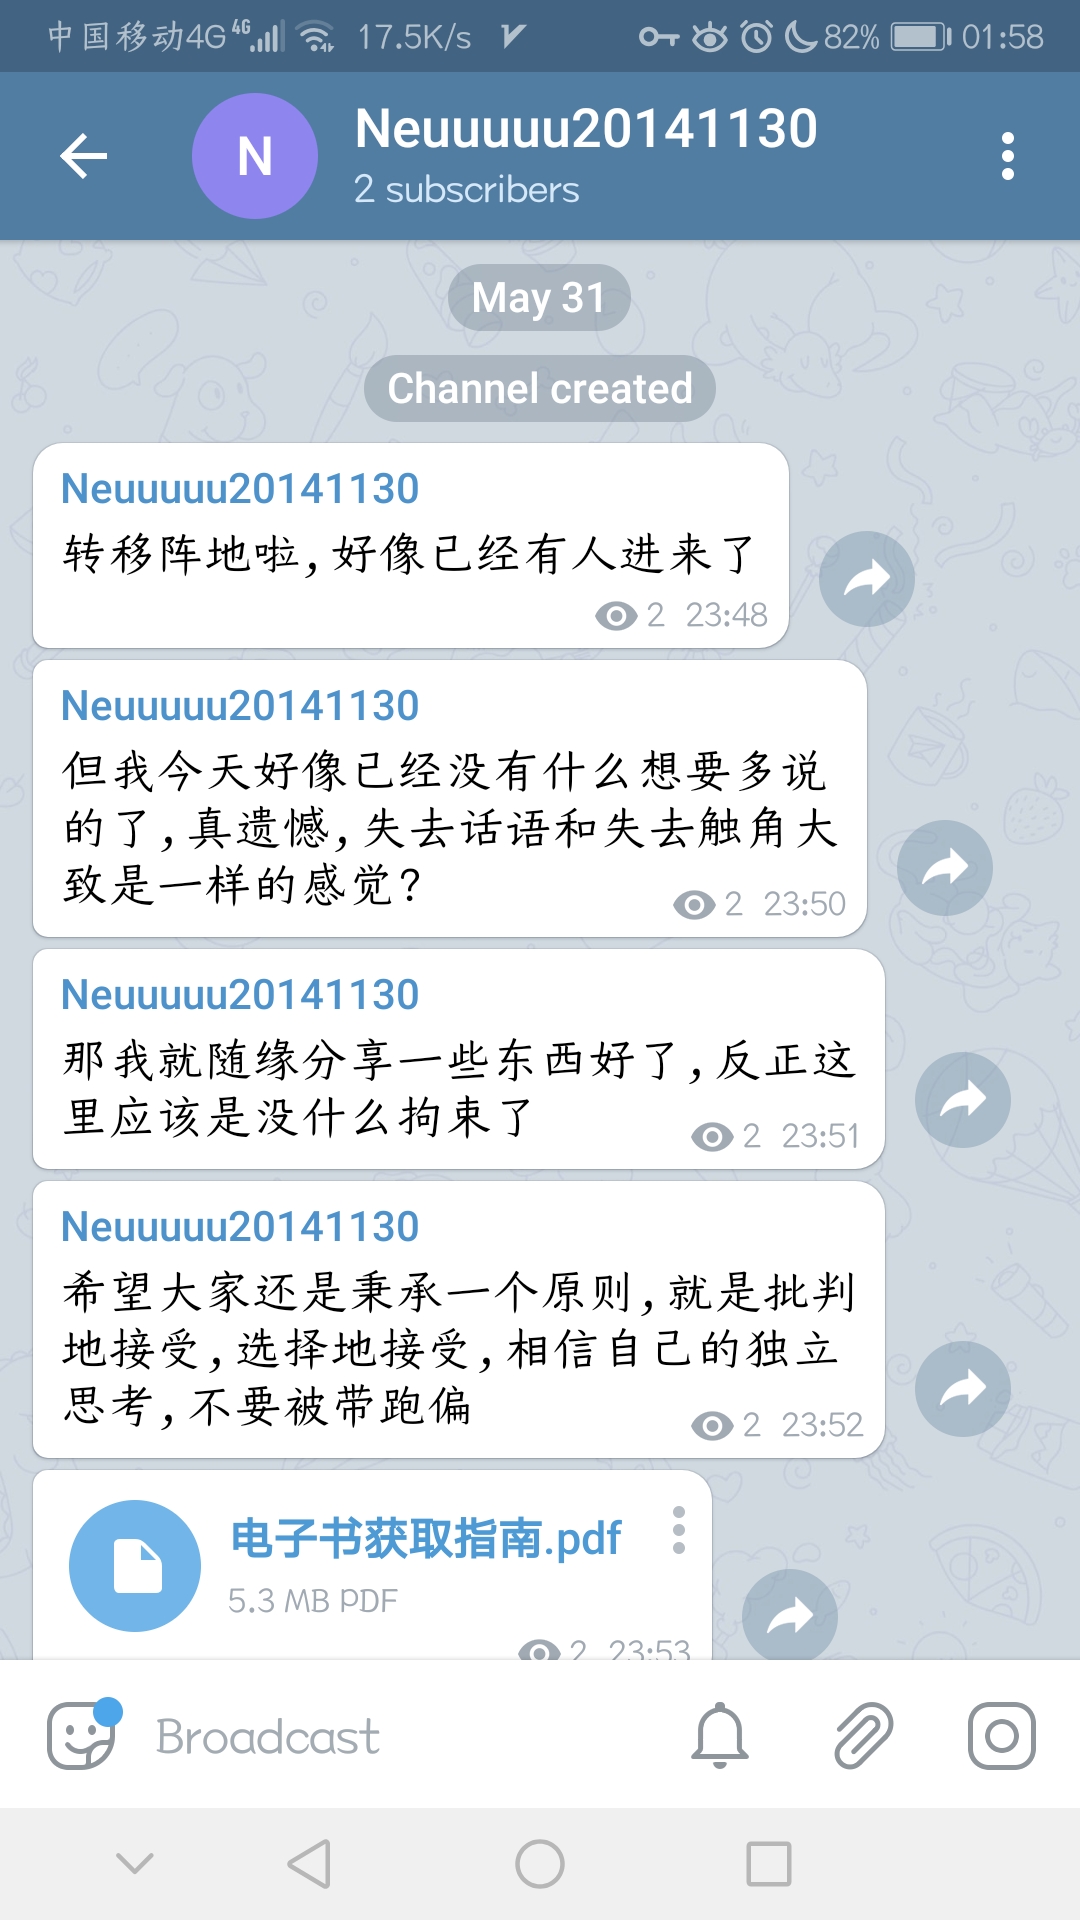 中国移动4G 4G 17.5K/s 82% 01:58
N
Neuuuuu20141130
2 subscribers
May 31
Channel created
Neuuuuu20141130
转移阵地啦,好像已经有人进来了
2 23:48
Neuuuuu20141130
但我今天好像已经没有什么想要多说
的了,真遗憾,失去话语和失去触角大
致是一样的感觉?
2 23:50
Neuuuuu20141130
那我就随缘分享一些东西好了,反正这
里应该是没什么拘束了
2 23:51
Neuuuuu20141130
希望大家还是秉承一个原则,就是批判
地接受,选择地接受,相信自己的独立
思考,不要被带跑偏
2 23:52
电子书获取指南.pdf
5.3 MB PDF
2 23:53
Broadcast